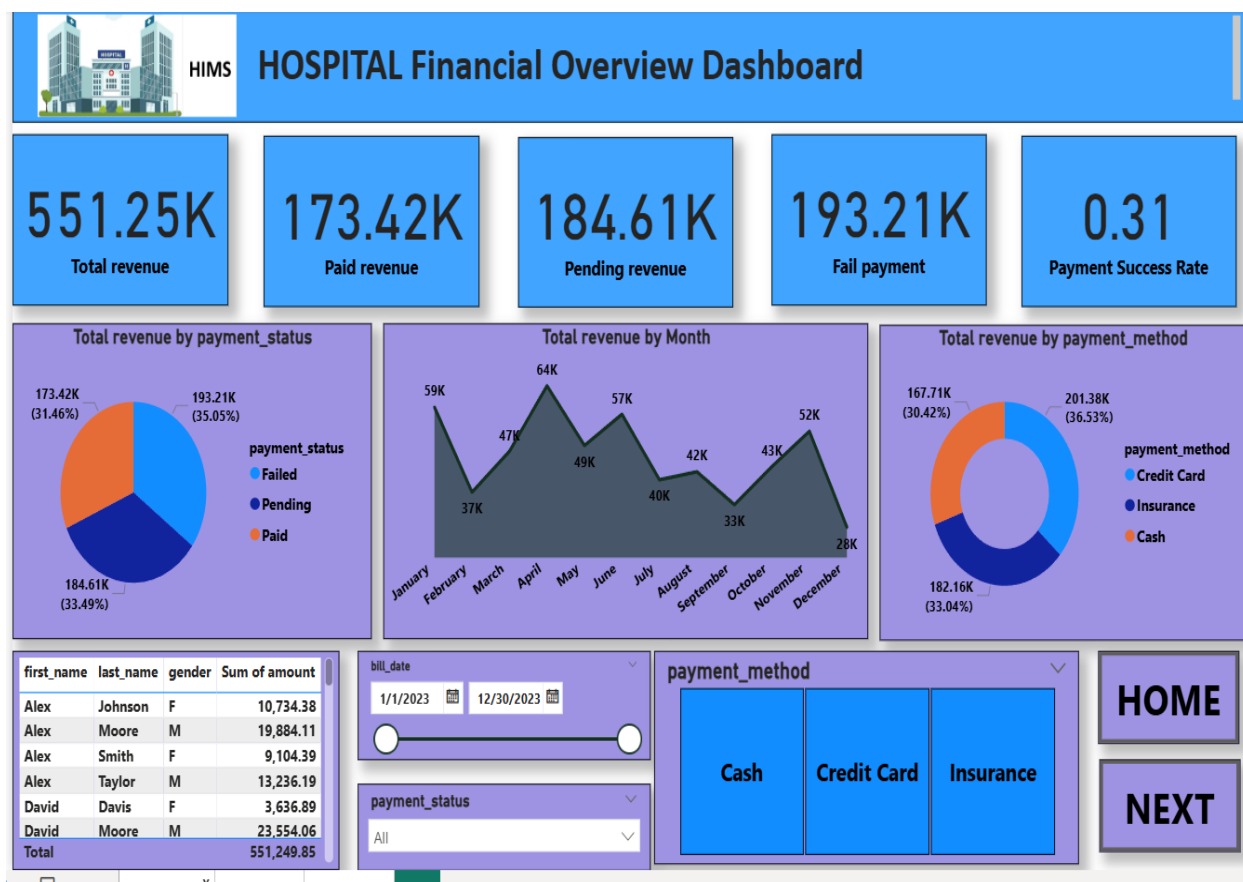 HOSPITAL
HIMS
HOSPITAL Financial Overview Dashboard
551.25K
Total revenue
173.42K
Paid revenue
184.61K
Pending revenue
193.21K
Fail payment
0.31
Payment Success Rate
Total revenue by payment_status
173.42K
(31.46%)
193.21K
(35.05%)
184.61K
(33.49%)
payment_status
Failed
Pending
Paid
Total revenue by Month
59K
37K
47K
64K
49K
57K
40K
42K
33K
43K
52K
28K
January
February
March
April
May
June
July
August
September
October
November
December
Total revenue by payment_method
167.71K
(30.42%)
201.38K
(36.53%)
182.16K
(33.04%)
payment_method
Credit Card
Insurance
Cash
first_name last_name gender Sum of amount
Alex Johnson F 10,734.38
Alex Moore M 19,884.11
Alex Smith F 9,104.39
Alex Taylor M 13,236.19
David Davis F 3,636.89
David Moore M 23,554.06
Total 551,249.85
bill_date
1/1/2023 12/30/2023
payment_status
All
payment_method
Cash Credit Card Insurance
HOME
NEXT